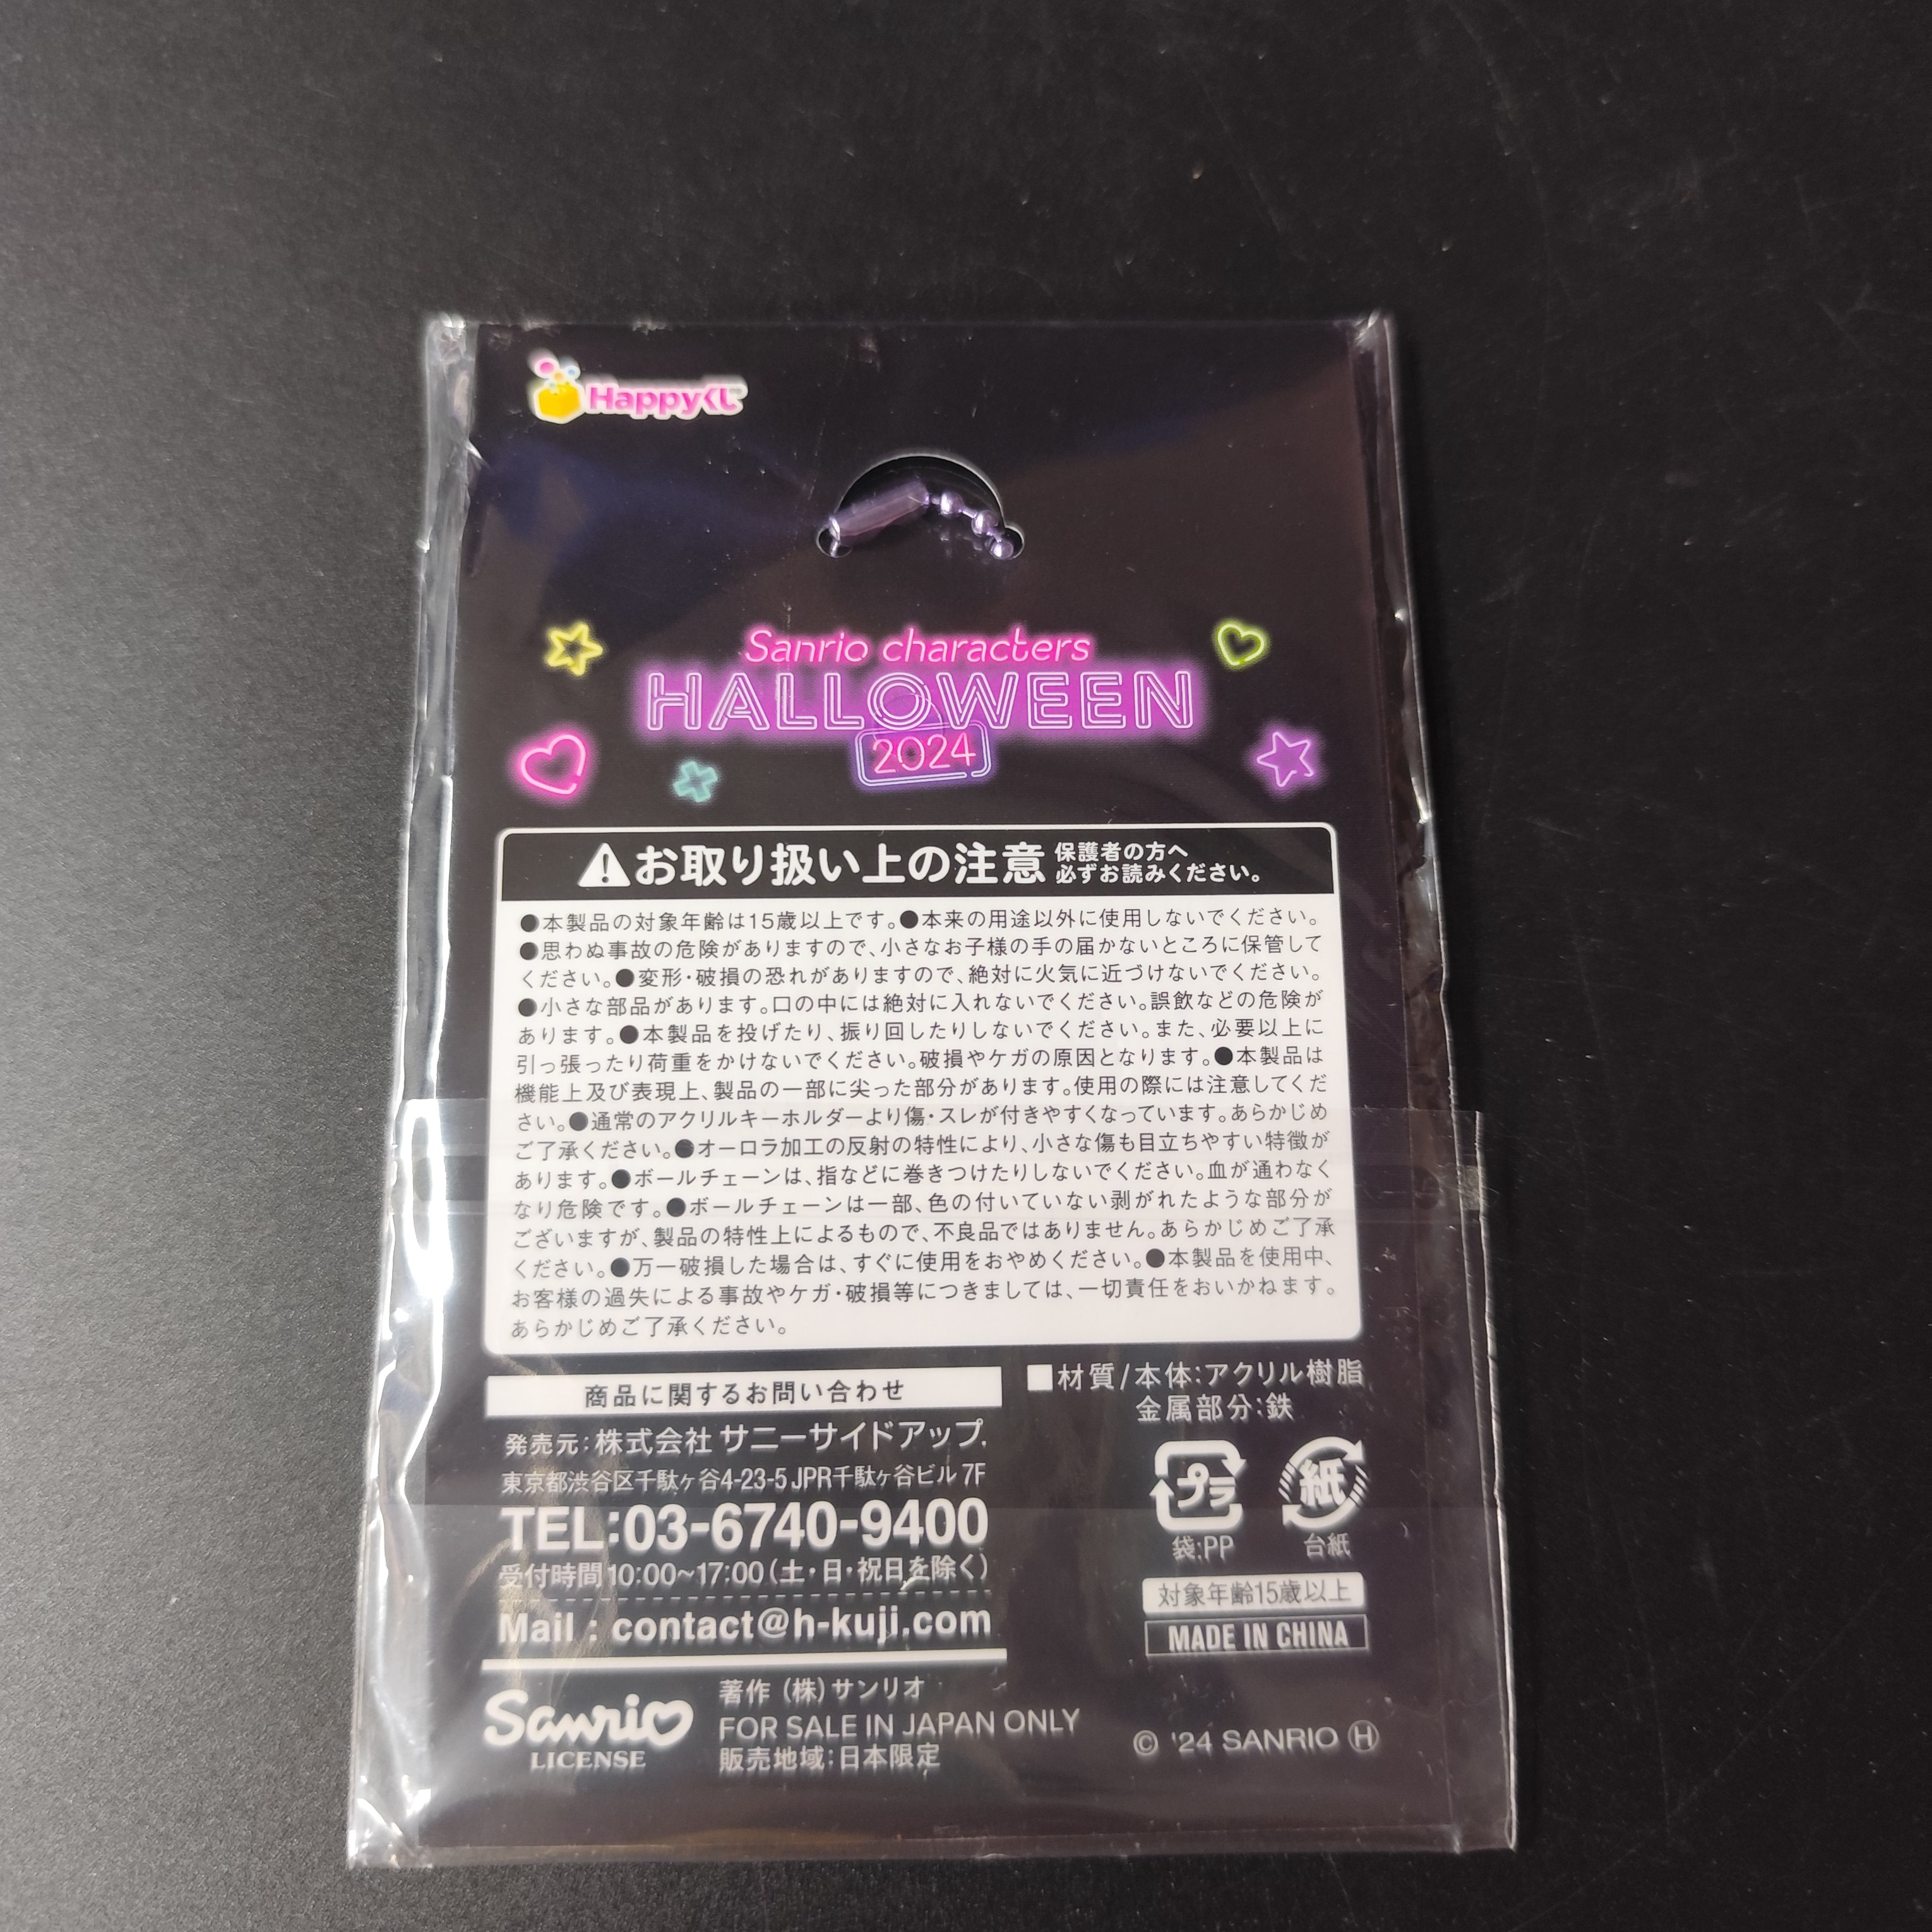 Happyくじ
Sanrio characters
HALLOWEEN
2024
お取り扱い上の注意 保護者の方へ
必ずお読みください。
●本製品の対象年齢は15歳以上です。●本来の用途以外に使用しないでください。
●思わぬ事故の危険がありますので、小さなお子様の手の届かないところに保管して
ください。●変形・破損の恐れがありますので、絶対に火気に近づけないでください。
●小さな部品があります。口の中には絶対に入れないでください。誤飲などの危険が
あります。●本製品を投げたり、振り回したりしないでください。また、必要以上に
引っ張ったり荷重をかけないでください。破損やケガの原因となります。●本製品は
機能上及び表現上、製品の一部に尖った部分があります。使用の際には注意してくだ
さい。●通常のアクリルキーホルダーより傷・スレが付きやすくなっています。あらかじめ
ご了承ください。●オーロラ加工の反射の特性により、小さな傷も目立ちやすい特徴が
あります。●ボールチェーンは、指などに巻きつけたりしないでください。血が通わなく
なり危険です。●ボールチェーンは一部、色の付いていない剥がれたような部分が
ございますが、製品の特性上によるもので、不良品ではありません。あらかじめご了承
ください。●万一破損した場合は、すぐに使用をおやめください。●本製品を使用中、
お客様の過失による事故やケガ・破損等につきましては、一切責任をおいかねます。
あらかじめご了承ください。
商品に関するお問い合わせ
発売元:株式会社 サニーサイドアップ.
東京都渋谷区千駄ヶ谷4-23-5 JPR千駄ヶ谷ビル 7F
TEL:03-6740-9400
受付時間10:00~17:00(土・日・祝日を除く)
Mail : contact@h-kuji.com
■材質/本体:アクリル樹脂
金属部分:鉄
プラ
紙
袋:PP
台紙
対象年齢15歳以上
MADE IN CHINA
Sanrio
LICENSE
著作 (株)サンリオ
FOR SALE IN JAPAN ONLY
販売地域:日本限定
© '24 SANRIO Ⓗ